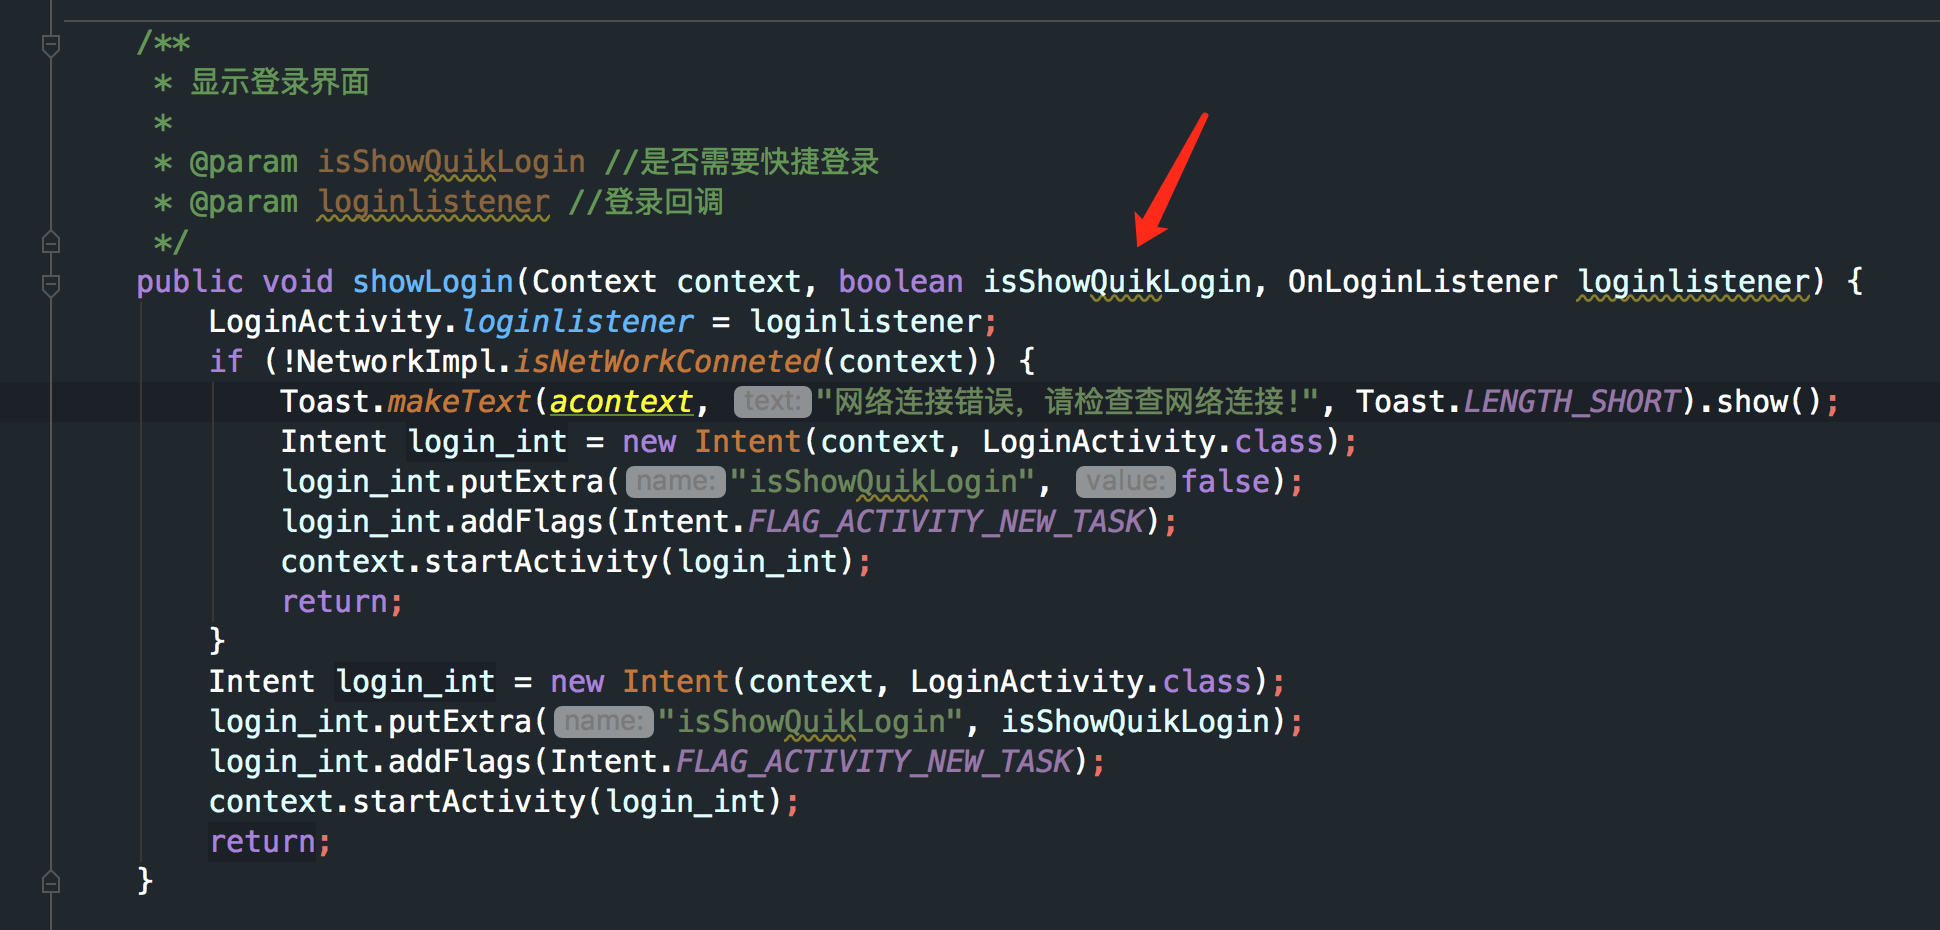 /**
* 显示登录界面
*
* @param isShowQuikLogin //是否需要快捷登录
* @param loginlistener //登录回调
*/
public void showLogin(Context context, boolean isShowQuikLogin, OnLoginListener loginlistener) {
LoginActivity.loginlistener = loginlistener;
if (!NetworkImpl.isNetWorkConneted(context)) {
Toast.makeText(acontext, text: "网络连接错误，请检查查网络连接!", Toast.LENGTH_SHORT).show();
Intent login_int = new Intent(context, LoginActivity.class);
login_int.putExtra( name: "isShowQuikLogin", value: false);
login_int.addFlags(Intent.FLAG_ACTIVITY_NEW_TASK);
context.startActivity(login_int);
return;
}
Intent login_int = new Intent(context, LoginActivity.class);
login_int.putExtra( name: "isShowQuikLogin", isShowQuikLogin);
login_int.addFlags(Intent.FLAG_ACTIVITY_NEW_TASK);
context.startActivity(login_int);
return;
}